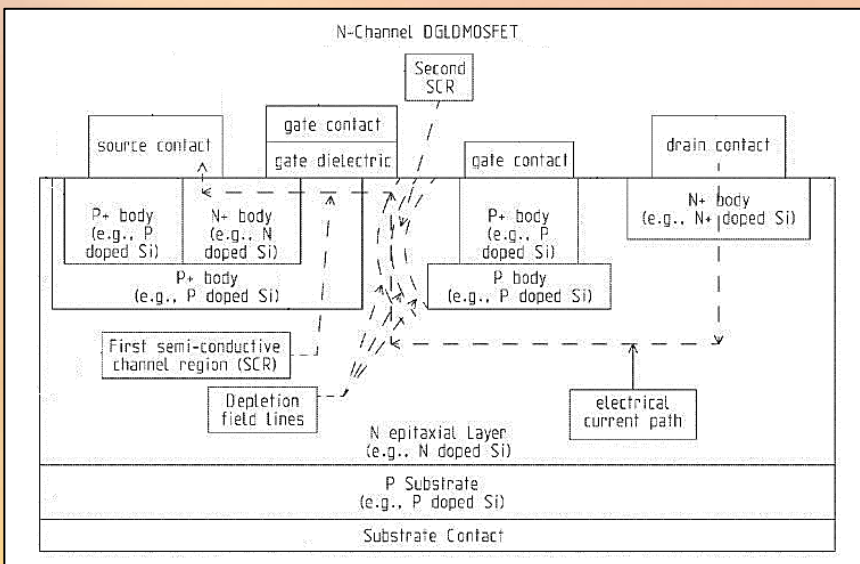 N-Channel DGLDMOSFET
Second
SCR
source contact
gate contact
gate dielectric
gate contact
drain contact
P+ body
(e.g., P
doped Si)
N+ body
(e.g., N
doped Si)
P+ body
(e.g., P doped Si)
P+ body
(e.g., P
doped Si)
P body
(e.g., P doped Si)
N+ body
(e.g., N+ doped Si)
First semi-conductive
channel region (SCR)
Depletion
field lines
electrical
current path
N epitaxial Layer
(e.g., N doped Si)
P Substrate
(e.g., P doped Si)
Substrate Contact